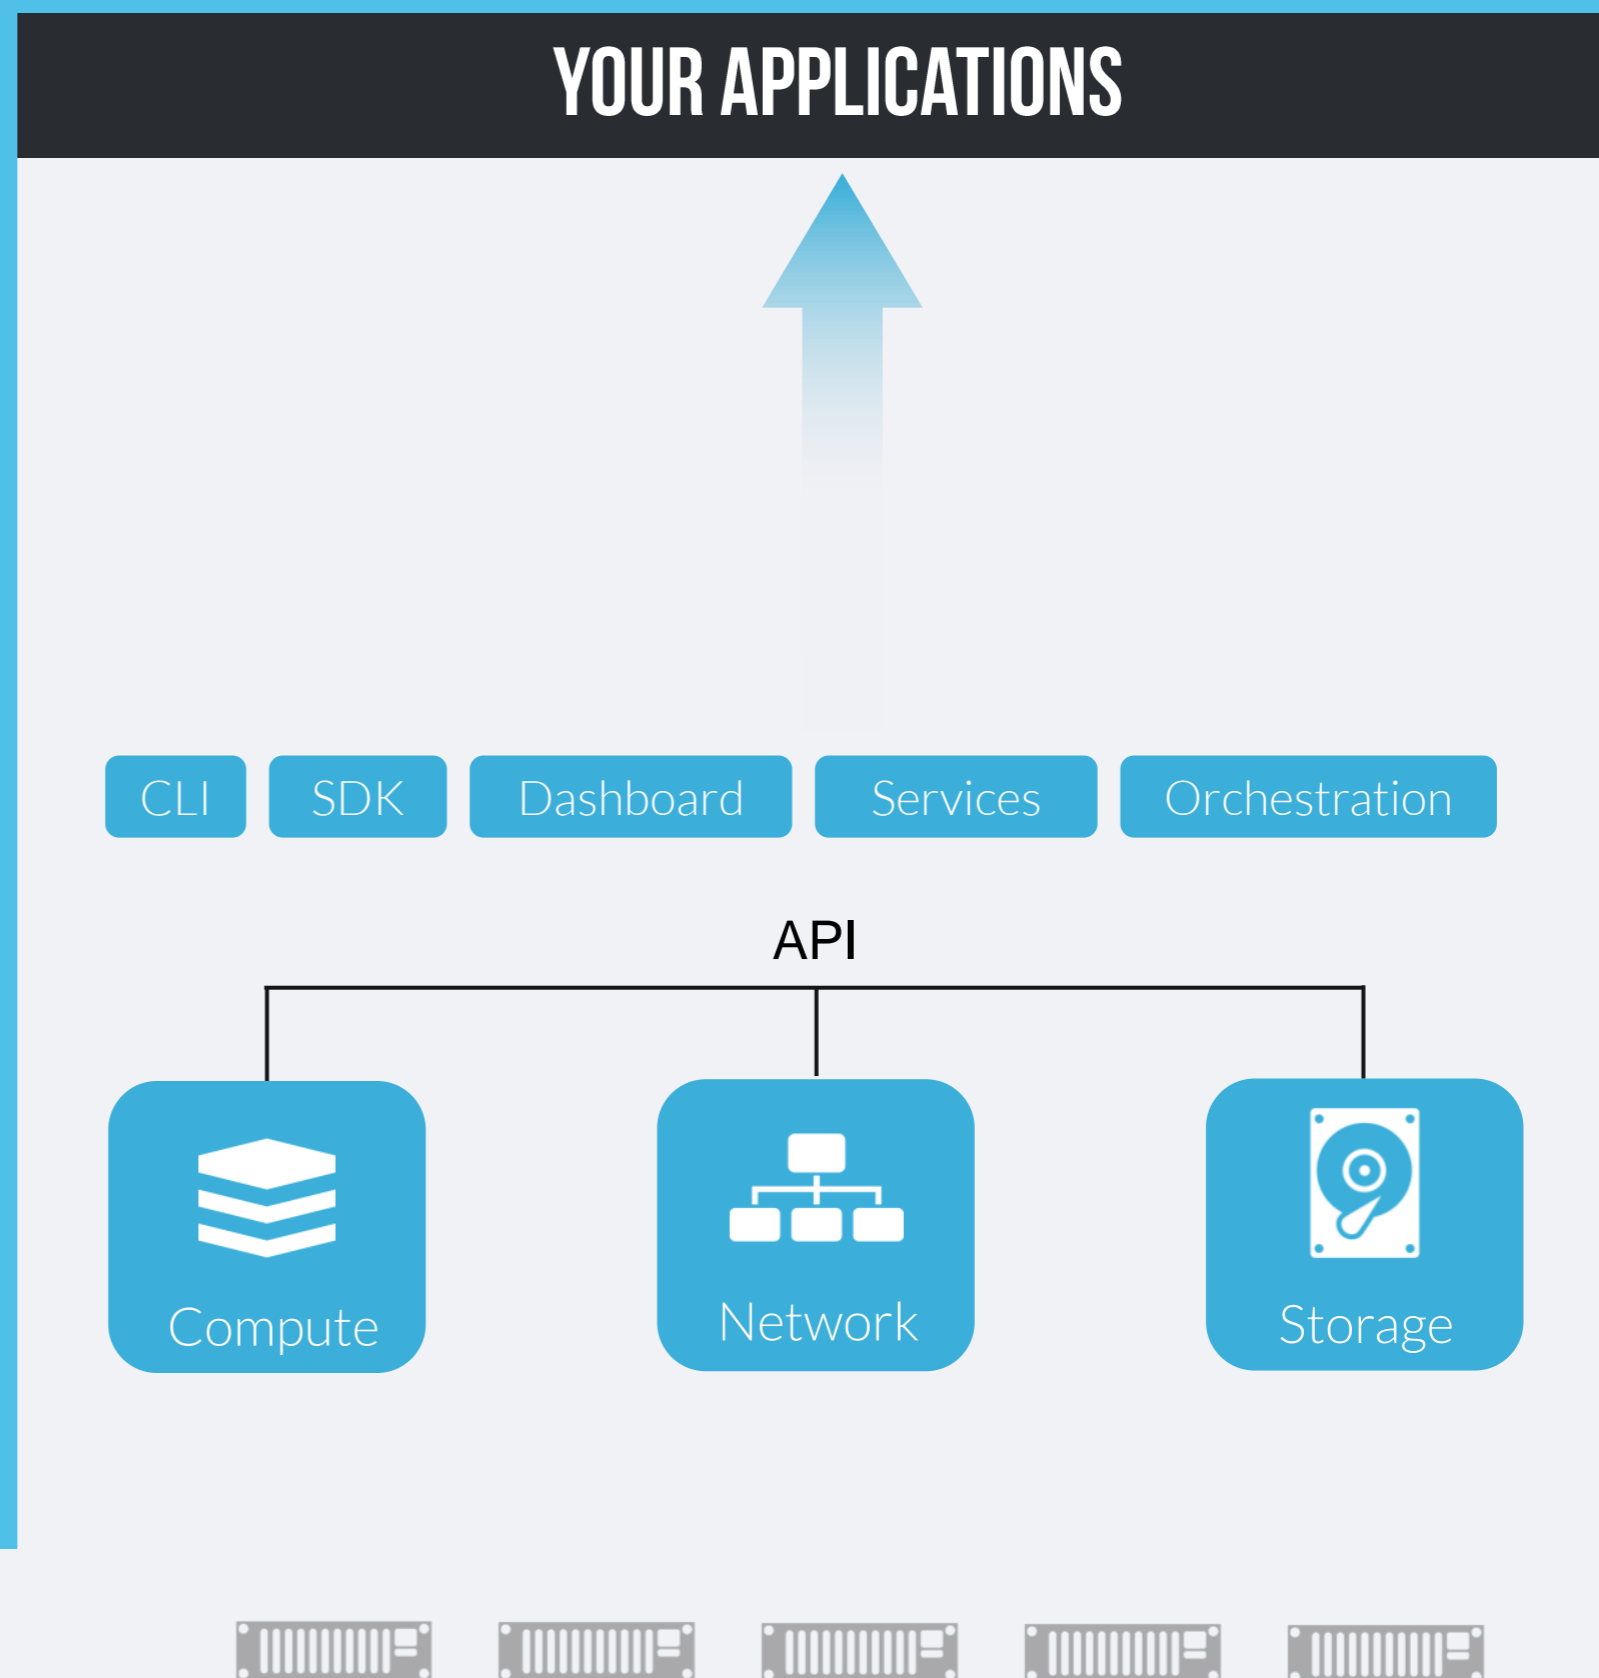 YOUR APPLICATIONS
CLI SDK Dashboard Services Orchestration
API
Compute Network Storage